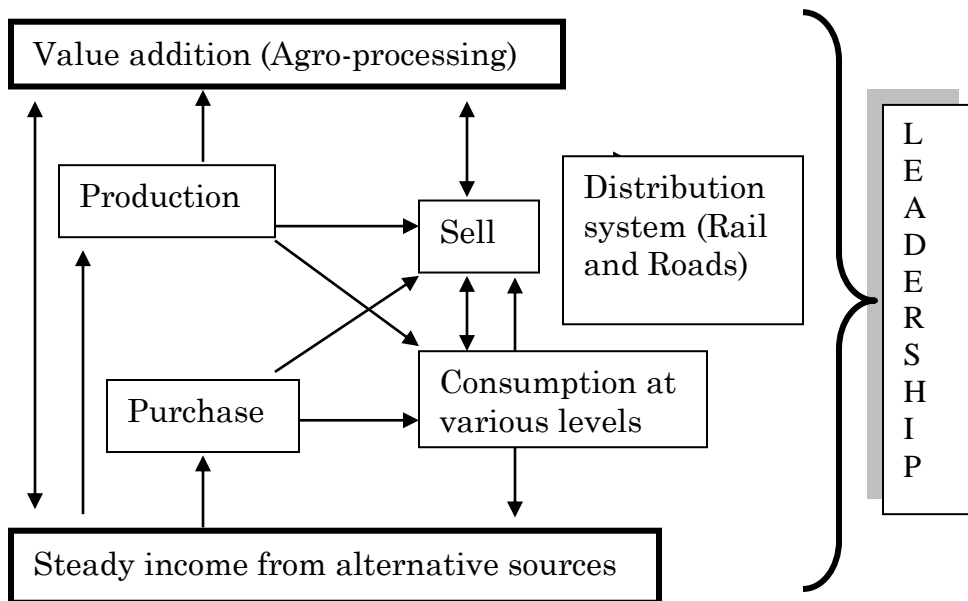 Value addition (Agro-processing)
Production
Sell
Distribution
system (Rail
and Roads)
Purchase
Consumption at
various levels
Steady income from alternative sources
L
E
A
D
E
R
S
H
I
P